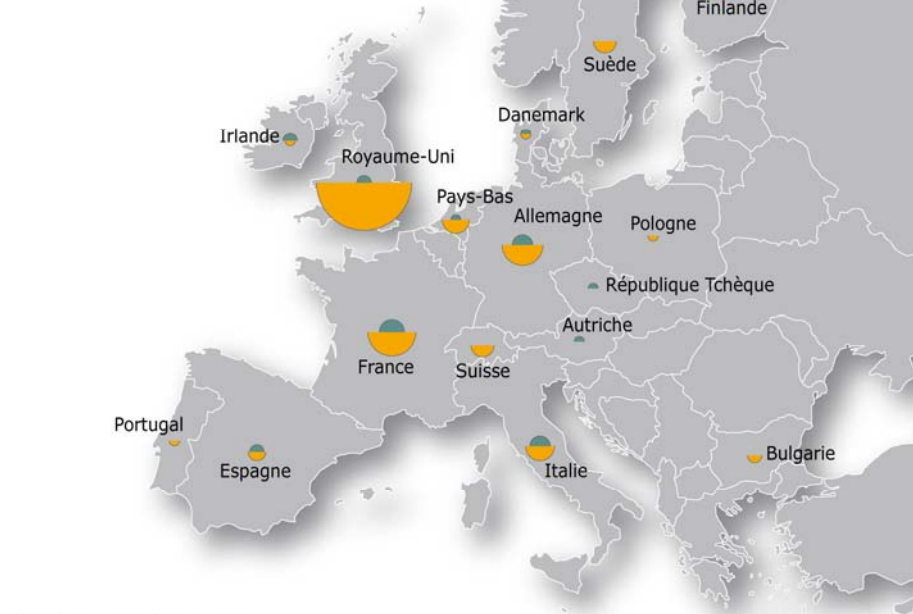 Finlande
Suède
Danemark
Irlande
Royaume-Uni
Pays-Bas
Allemagne
Pologne
République Tchèque
Autriche
France
Suisse
Portugal
Espagne
Italie
Bulgarie